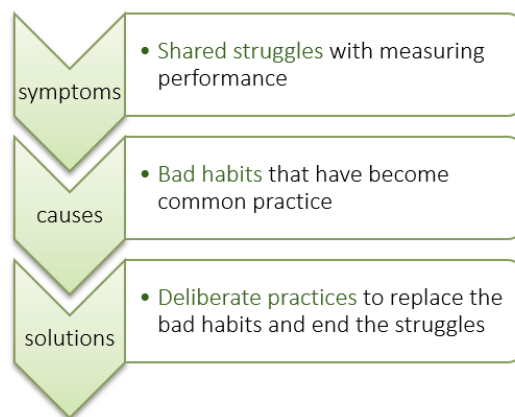 symptoms
• Shared struggles with measuring
performance
causes
• Bad habits that have become
common practice
solutions
• Deliberate practices to replace the
bad habits and end the struggles